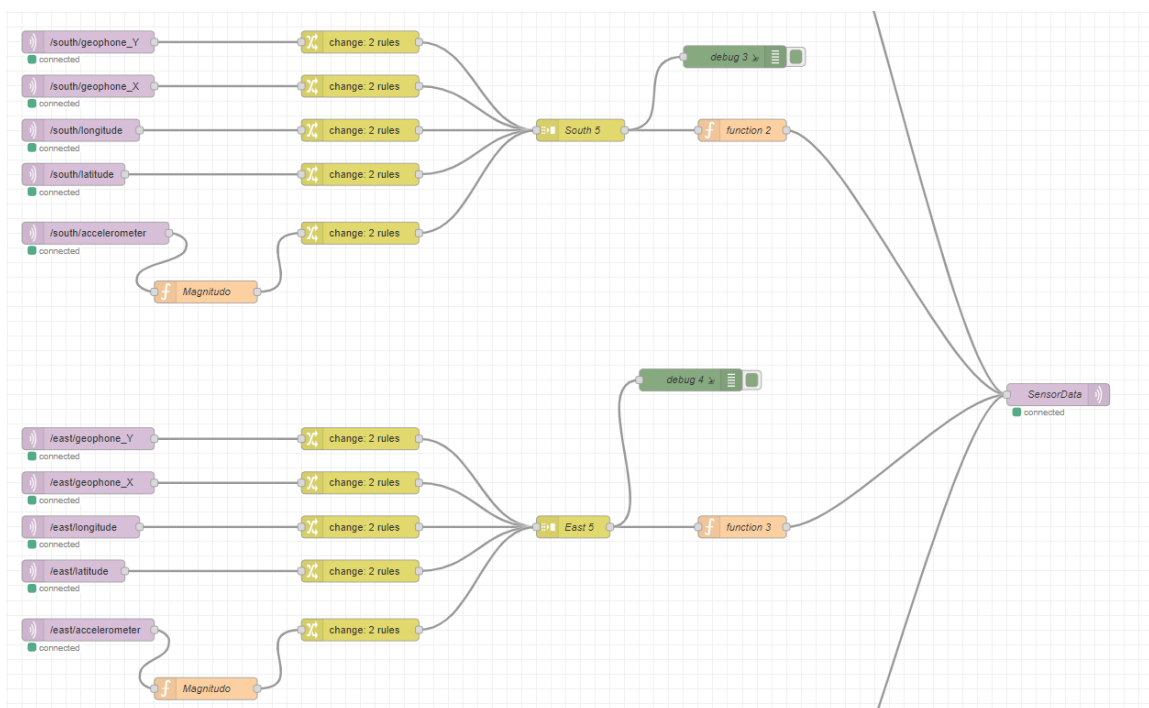 /south/geophone_Y
connected
change: 2 rules
/south/geophone_X
connected
change: 2 rules
/south/longitude
connected
change: 2 rules
/south/latitude
connected
change: 2 rules
/south/accelerometer
connected
change: 2 rules
Magnitudo
South 5
debug 3
function 2
/east/geophone_Y
connected
change: 2 rules
/east/geophone_X
connected
change: 2 rules
/east/longitude
connected
change: 2 rules
/east/latitude
connected
change: 2 rules
/east/accelerometer
connected
change: 2 rules
Magnitudo
East 5
debug 4
function 3
SensorData
connected